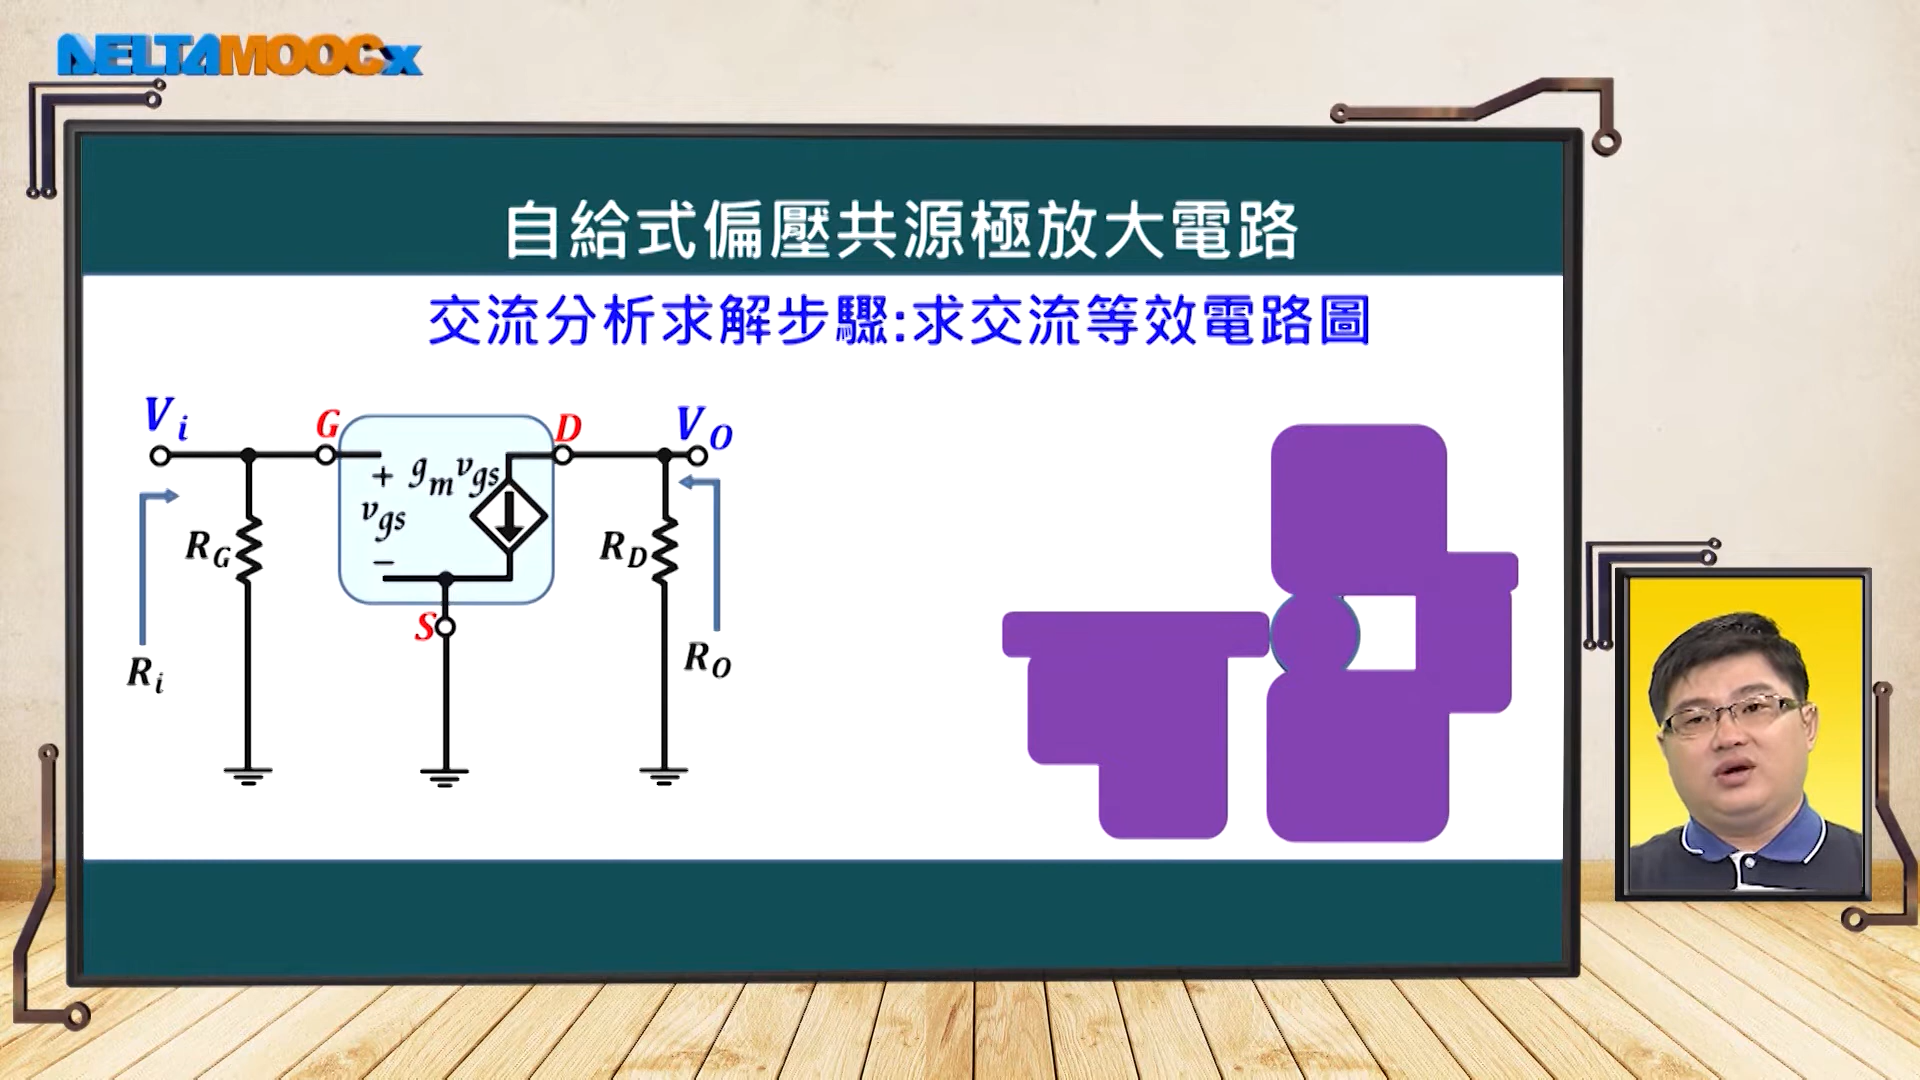 DELTAMOOCx
自給式偏壓共源極放大電路
交流分析求解步驟:求交流等效電路圖
Vi G D VO
+ gmvgs
vgs
−
RG RD
S
Ri RO